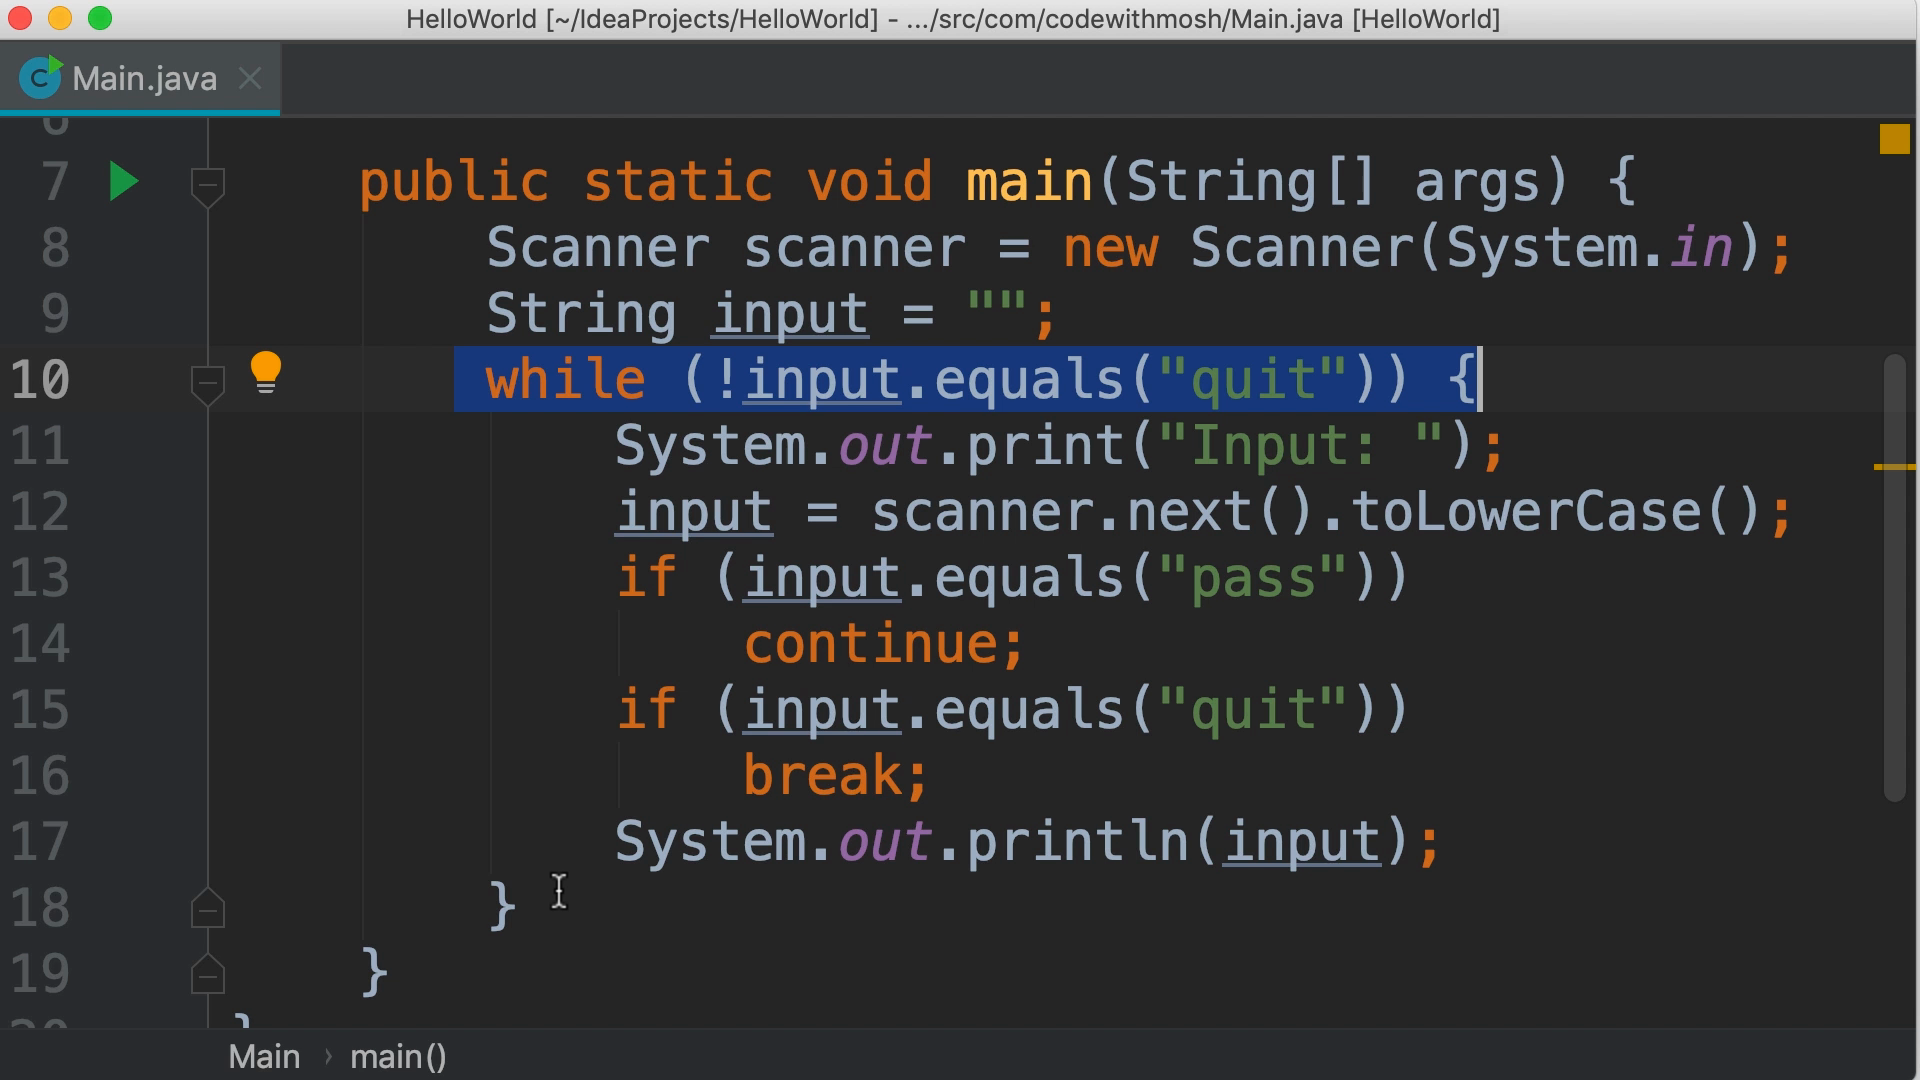 HelloWorld [~/IdeaProjects/HelloWorld] - .../src/com/codewithmosh/Main.java [HelloWorld]
C Main.java
7 public static void main(String[] args) {
8 Scanner scanner = new Scanner(System.in);
9 String input = "";
10 while (!input.equals("quit")) {
11 System.out.print("Input: ");
12 input = scanner.next().toLowerCase();
13 if (input.equals("pass"))
14 continue;
15 if (input.equals("quit"))
16 break;
17 System.out.println(input);
18 }
19 }
Main › main()